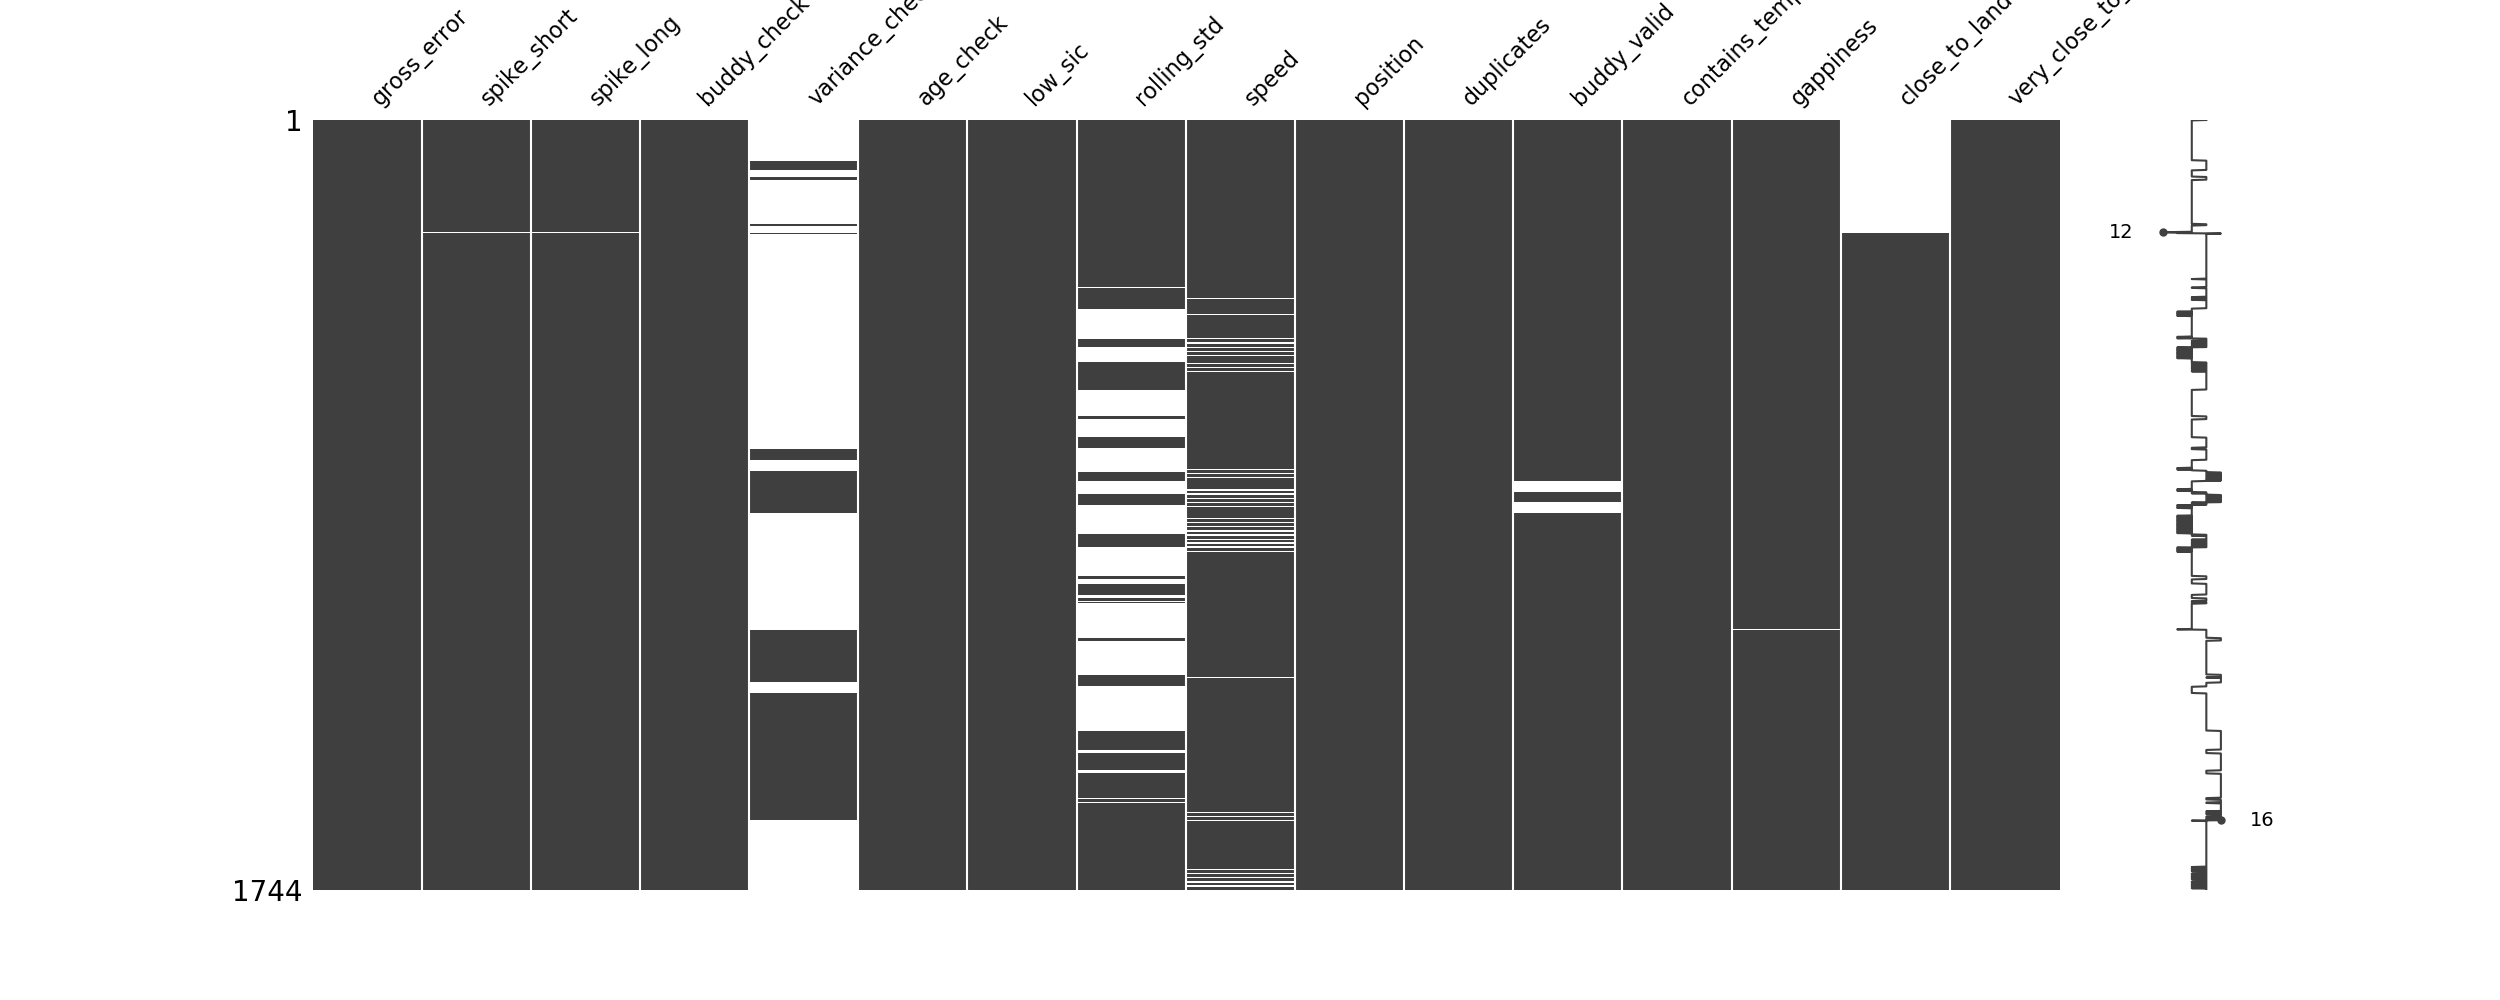 gross_error
spike_short
spike_long
buddy_check
age_check
low_sic
rolling_std
speed
position
duplicates
buddy_valid
gappiness
close_to_land
1
12
16
1744